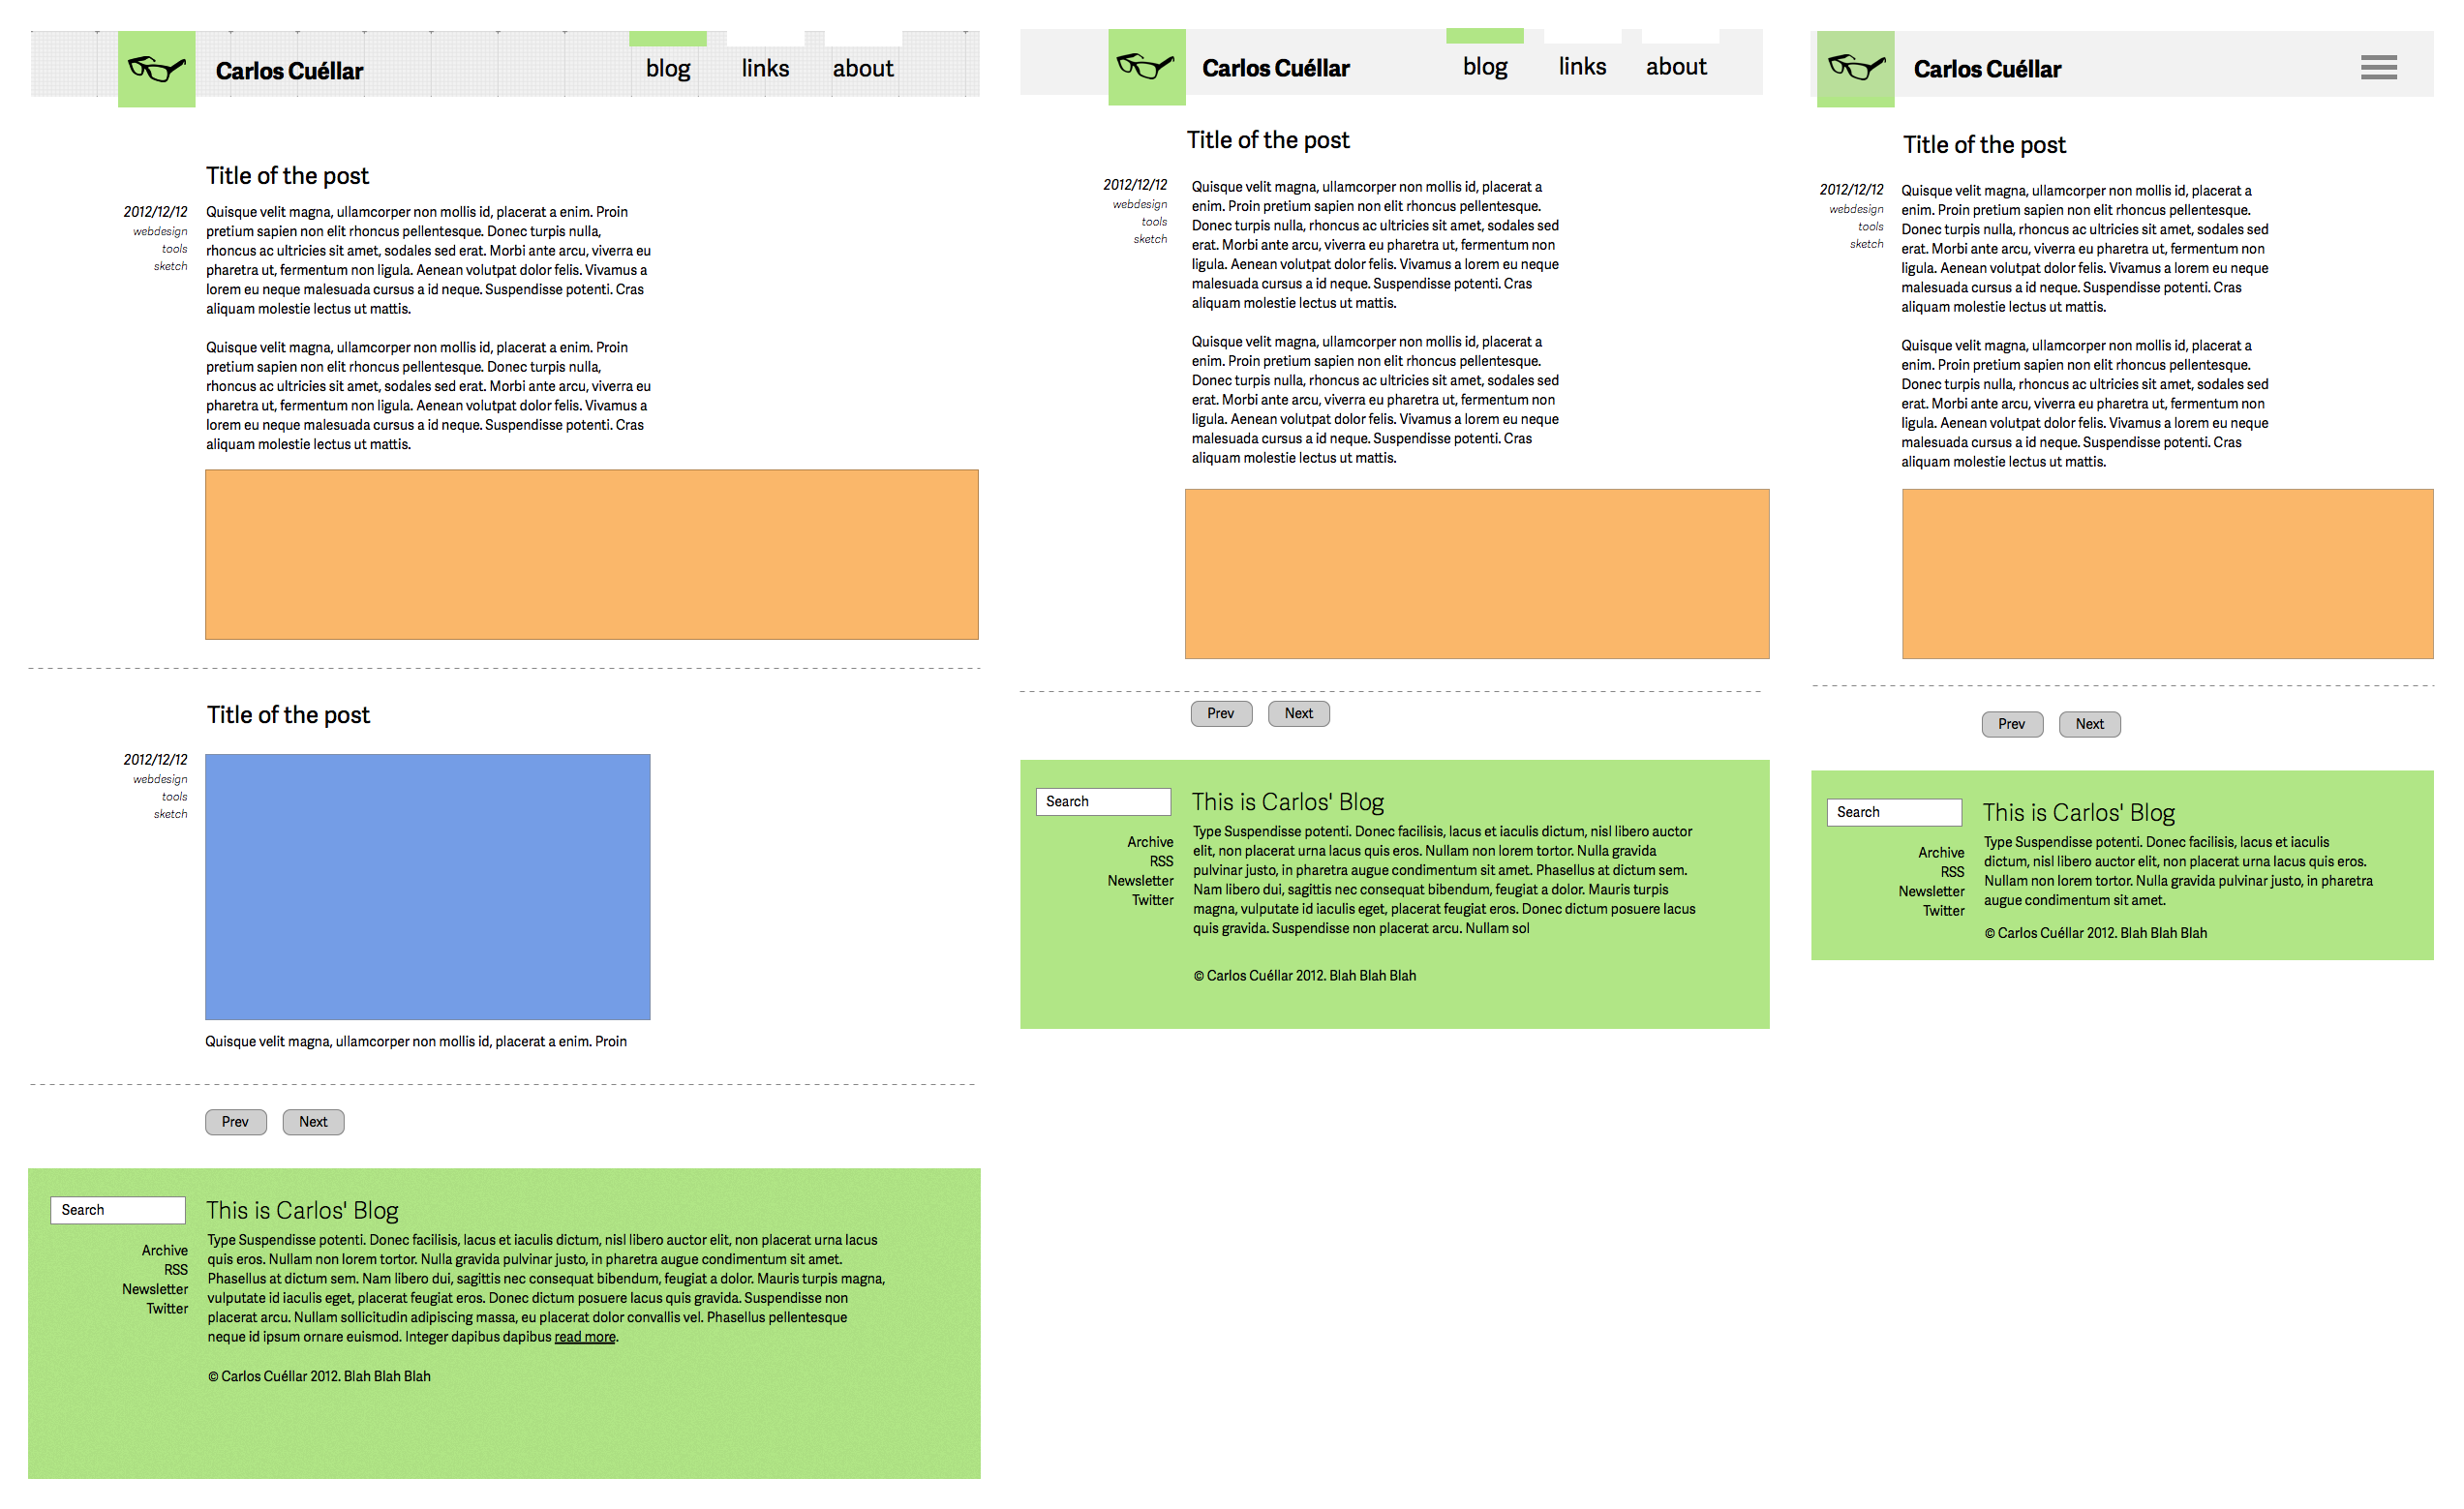 Carlos Cuéllar
blog
links
about
Title of the post
2012/12/12
webdesign
tools
sketch
Quisque velit magna, ullamcorper non mollis id, placerat a enim. Proin
pretium sapien non elit rhoncus pellentesque. Donec turpis nulla,
rhoncus ac ultricies sit amet, sodales sed erat. Morbi ante arcu, viverra eu
pharetra ut, fermentum non ligula. Aenean volutpat dolor felis. Vivamus a
lorem eu neque malesuada cursus a id neque. Suspendisse potenti. Cras
aliquam molestie lectus ut mattis.
Quisque velit magna, ullamcorper non mollis id, placerat a enim. Proin
pretium sapien non elit rhoncus pellentesque. Donec turpis nulla,
rhoncus ac ultricies sit amet, sodales sed erat. Morbi ante arcu, viverra eu
pharetra ut, fermentum non ligula. Aenean volutpat dolor felis. Vivamus a
lorem eu neque malesuada cursus a id neque. Suspendisse potenti. Cras
aliquam molestie lectus ut mattis.
Title of the post
2012/12/12
webdesign
tools
sketch
Quisque velit magna, ullamcorper non mollis id, placerat a enim. Proin
Prev
Next
Search
Archive
RSS
Newsletter
Twitter
This is Carlos' Blog
Type Suspendisse potenti. Donec facilisis, lacus et iaculis dictum, nisl libero auctor elit, non placerat urna lacus
quis eros. Nullam non lorem tortor. Nulla gravida pulvinar justo, in pharetra augue condimentum sit amet.
Phasellus at dictum sem. Nam libero dui, sagittis nec consequat bibendum, feugiat a dolor. Mauris turpis magna,
vulputate id iaculis eget, placerat feugiat eros. Donec dictum posuere lacus quis gravida. Suspendisse non
placerat arcu. Nullam sollicitudin adipiscing massa, eu placerat dolor convallis vel. Phasellus pellentesque
neque id ipsum ornare euismod. Integer dapibus dapibus read more.
© Carlos Cuéllar 2012. Blah Blah Blah
Carlos Cuéllar
blog
links
about
Title of the post
2012/12/12
webdesign
tools
sketch
Quisque velit magna, ullamcorper non mollis id, placerat a
enim. Proin pretium sapien non elit rhoncus pellentesque.
Donec turpis nulla, rhoncus ac ultricies sit amet, sodales sed
erat. Morbi ante arcu, viverra eu pharetra ut, fermentum non
ligula. Aenean volutpat dolor felis. Vivamus a lorem eu neque
malesuada cursus a id neque. Suspendisse potenti. Cras
aliquam molestie lectus ut mattis.
Quisque velit magna, ullamcorper non mollis id, placerat a
enim. Proin pretium sapien non elit rhoncus pellentesque.
Donec turpis nulla, rhoncus ac ultricies sit amet, sodales sed
erat. Morbi ante arcu, viverra eu pharetra ut, fermentum non
ligula. Aenean volutpat dolor felis. Vivamus a lorem eu neque
malesuada cursus a id neque. Suspendisse potenti. Cras
aliquam molestie lectus ut mattis.
Prev
Next
Search
Archive
RSS
Newsletter
Twitter
This is Carlos' Blog
Type Suspendisse potenti. Donec facilisis, lacus et iaculis dictum, nisl libero auctor
elit, non placerat urna lacus quis eros. Nullam non lorem tortor. Nulla gravida
pulvinar justo, in pharetra augue condimentum sit amet. Phasellus at dictum sem.
Nam libero dui, sagittis nec consequat bibendum, feugiat a dolor. Mauris turpis
magna, vulputate id iaculis eget, placerat feugiat eros. Donec dictum posuere lacus
quis gravida. Suspendisse non placerat arcu. Nullam sol
© Carlos Cuéllar 2012. Blah Blah Blah
Carlos Cuéllar
Title of the post
2012/12/12
webdesign
tools
sketch
Quisque velit magna, ullamcorper non mollis id, placerat a
enim. Proin pretium sapien non elit rhoncus pellentesque.
Donec turpis nulla, rhoncus ac ultricies sit amet, sodales sed
erat. Morbi ante arcu, viverra eu pharetra ut, fermentum non
ligula. Aenean volutpat dolor felis. Vivamus a lorem eu neque
malesuada cursus a id neque. Suspendisse potenti. Cras
aliquam molestie lectus ut mattis.
Quisque velit magna, ullamcorper non mollis id, placerat a
enim. Proin pretium sapien non elit rhoncus pellentesque.
Donec turpis nulla, rhoncus ac ultricies sit amet, sodales sed
erat. Morbi ante arcu, viverra eu pharetra ut, fermentum non
ligula. Aenean volutpat dolor felis. Vivamus a lorem eu neque
malesuada cursus a id neque. Suspendisse potenti. Cras
aliquam molestie lectus ut mattis.
Prev
Next
Search
Archive
RSS
Newsletter
Twitter
This is Carlos' Blog
Type Suspendisse potenti. Donec facilisis, lacus et iaculis
dictum, nisl libero auctor elit, non placerat urna lacus quis eros.
Nullam non lorem tortor. Nulla gravida pulvinar justo, in pharetra
augue condimentum sit amet.
© Carlos Cuéllar 2012. Blah Blah Blah